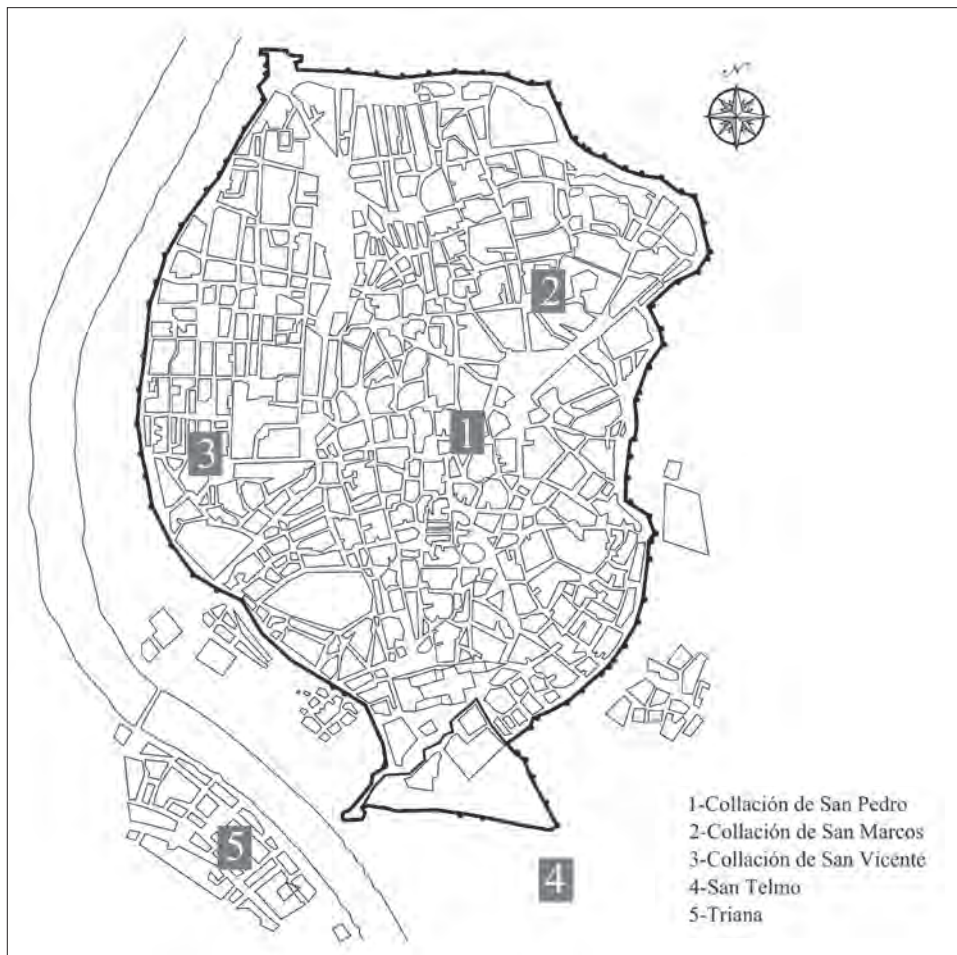 N
2
1
3
5
4
1-Collación de San Pedro
2-Collación de San Marcos
3-Collación de San Vicente
4-San Telmo
5-Triana